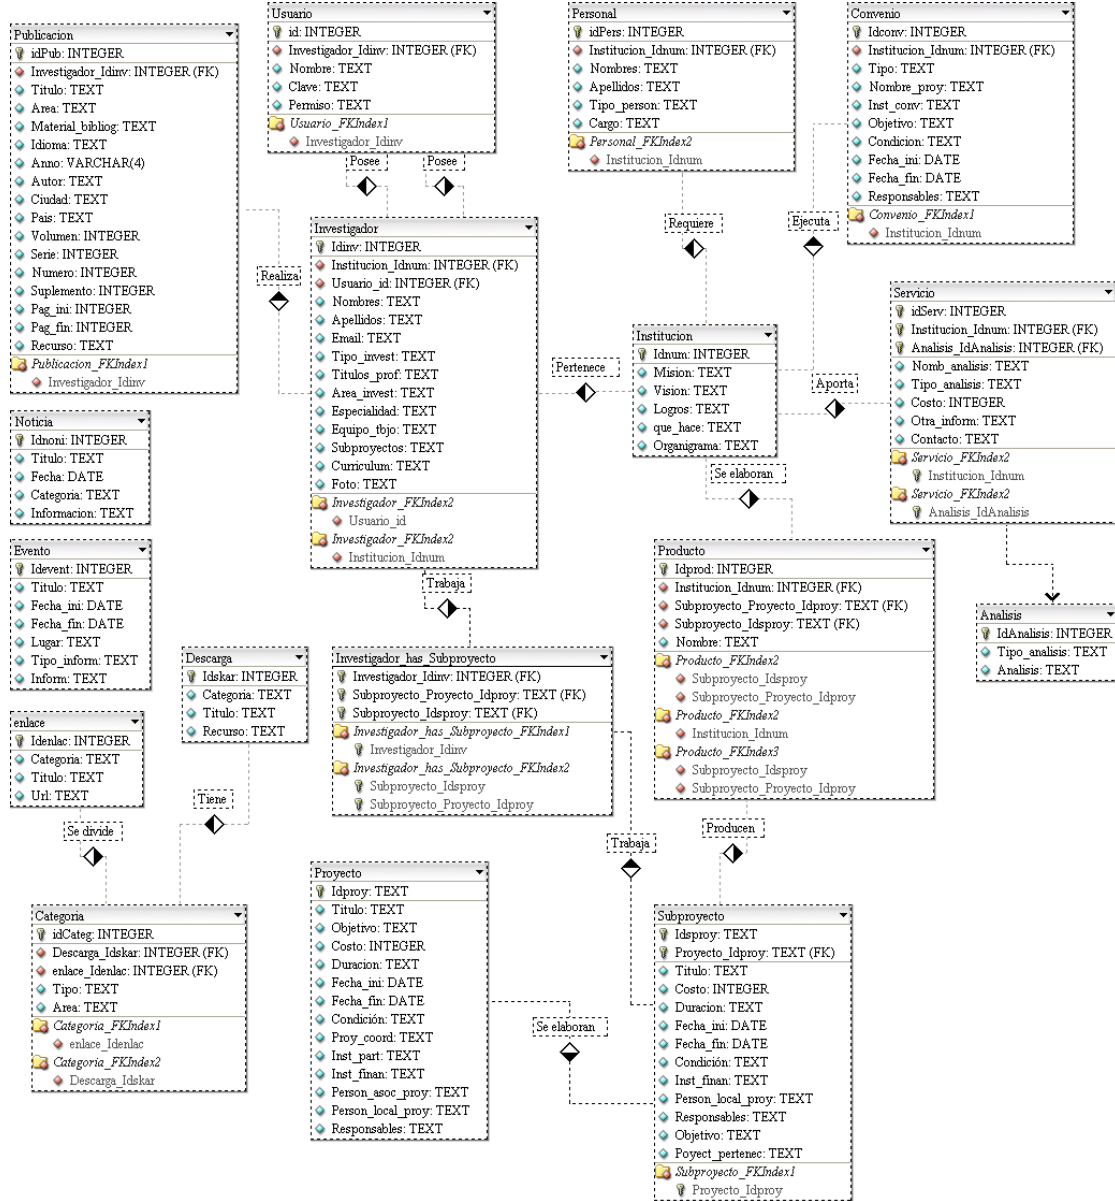 Publicacion
idPub: INTEGER
Investigador_Idinv: INTEGER (FK)
Titulo: TEXT
Area: TEXT
Material_bibliog: TEXT
Idioma: TEXT
Anno: VARCHAR(4)
Autor: TEXT
Ciudad: TEXT
Pais: TEXT
Volumen: INTEGER
Serie: INTEGER
Numero: INTEGER
Suplemento: INTEGER
Pag_ini: INTEGER
Pag_fin: INTEGER
Recurso: TEXT
Publicacion_FKIndex1
Investigador_Idinv
Usuario
id: INTEGER
Investigador_Idinv: INTEGER (FK)
Nombre: TEXT
Clave: TEXT
Permiso: TEXT
Usuario_FKIndex1
Investigador_Idinv
Personal
idPers: INTEGER
Institucion_Idnum: INTEGER (FK)
Nombres: TEXT
Apellidos: TEXT
Tipo_person: TEXT
Cargo: TEXT
Personal_FKIndex2
Institucion_Idnum
Convenio
Idconv: INTEGER
Institucion_Idnum: INTEGER (FK)
Tipo: TEXT
Nombre_proy: TEXT
Inst_conv: TEXT
Objetivo: TEXT
Condicion: TEXT
Fecha_ini: DATE
Fecha_fin: DATE
Responsables: TEXT
Convenio_FKIndex1
Institucion_Idnum
Posee
Posee
Realiza
Requiere
Ejecuta
Investigador
Idinv: INTEGER
Institucion_Idnum: INTEGER (FK)
Usuario_id: INTEGER (FK)
Nombres: TEXT
Apellidos: TEXT
Email: TEXT
Tipo_invest: TEXT
Titulos_prof: TEXT
Area_invest: TEXT
Especialidad: TEXT
Equipo_tbjo: TEXT
Subproyectos: TEXT
Curriculum: TEXT
Foto: TEXT
Investigador_FKIndex2
Usuario_id
Investigador_FKIndex2
Institucion_Idnum
Pertenece
Institucion
Idnum: INTEGER
Mision: TEXT
Vision: TEXT
Logros: TEXT
que_hace: TEXT
Organigrama: TEXT
Aporta
Servicio
idServ: INTEGER
Institucion_Idnum: INTEGER (FK)
Analisis_IdAnalisis: INTEGER (FK)
Nomb_analisis: TEXT
Tipo_analisis: TEXT
Costo: INTEGER
Otra_inform: TEXT
Contacto: TEXT
Servicio_FKIndex2
Institucion_Idnum
Servicio_FKIndex2
Analisis_IdAnalisis
Se elaboran
Noticia
Idnoni: INTEGER
Titulo: TEXT
Fecha: DATE
Categoria: TEXT
Informacion: TEXT
Evento
Idevent: INTEGER
Titulo: TEXT
Fecha_ini: DATE
Fecha_fin: DATE
Lugar: TEXT
Tipo_inform: TEXT
Inform: TEXT
Trabaja
Producto
Idprod: INTEGER
Institucion_Idnum: INTEGER (FK)
Subproyecto_Proyecto_Idproy: TEXT (FK)
Subproyecto_Idsproy: TEXT (FK)
Nombre: TEXT
Producto_FKIndex2
Subproyecto_Idsproy
Subproyecto_Proyecto_Idproy
Producto_FKIndex2
Institucion_Idnum
Producto_FKIndex3
Subproyecto_Idsproy
Subproyecto_Proyecto_Idproy
Analisis
IdAnalisis: INTEGER
Tipo_analisis: TEXT
Analisis: TEXT
Descarga
Idskar: INTEGER
Categoria: TEXT
Titulo: TEXT
Recurso: TEXT
Investigador_has_Subproyecto
Investigador_Idinv: INTEGER (FK)
Subproyecto_Proyecto_Idproy: TEXT (FK)
Subproyecto_Idsproy: TEXT (FK)
Investigador_has_Subproyecto_FKIndex1
Investigador_Idinv
Investigador_has_Subproyecto_FKIndex2
Subproyecto_Idsproy
Subproyecto_Proyecto_Idproy
enlace
Idenlac: INTEGER
Categoria: TEXT
Titulo: TEXT
Url: TEXT
Tiene
Se divide
Producen
Trabaja
Categoria
idCateg: INTEGER
Descarga_Idskar: INTEGER (FK)
enlace_Idenlac: INTEGER (FK)
Tipo: TEXT
Area: TEXT
Categoria_FKIndex1
enlace_Idenlac
Categoria_FKIndex2
Descarga_Idskar
Proyecto
Idproy: TEXT
Titulo: TEXT
Objetivo: TEXT
Costo: INTEGER
Duracion: TEXT
Fecha_ini: DATE
Fecha_fin: DATE
Condición: TEXT
Proy_coord: TEXT
Inst_part: TEXT
Inst_finan: TEXT
Person_asoc_proy: TEXT
Person_local_proy: TEXT
Responsables: TEXT
Se elaboran
Subproyecto
Idsproy: TEXT
Proyecto_Idproy: TEXT (FK)
Titulo: TEXT
Costo: INTEGER
Duracion: TEXT
Fecha_ini: DATE
Fecha_fin: DATE
Condición: TEXT
Inst_finan: TEXT
Person_local_proy: TEXT
Responsables: TEXT
Objetivo: TEXT
Poyect_pertenec: TEXT
Subproyecto_FKIndex1
Proyecto_Idproy